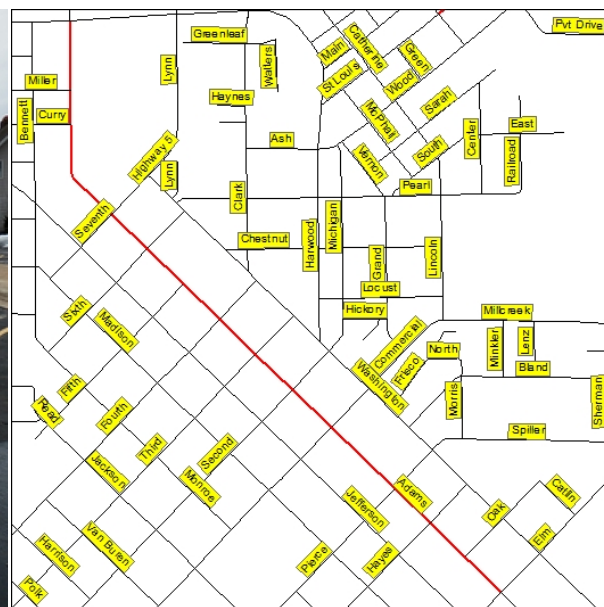 Pvt Drive
Greenleaf
Main
Catherine
Green
Walters
Lynn
Miller
St Louis
Wood
Haynes
Bennett
Curry
McPhail
Sarah
Ash
Center
East
Highway 5
Lynn
Vernon
South
Railroad
Clark
Pearl
Seventh
Chestnut
Harwood
Michigan
Grand
Lincoln
Locust
Sixth
Madison
Hickory
Millcreek
Commercial
North
Minkler
Lenz
Frisco
Washington
Bland
Fifth
Morris
Sherman
Read
Fourth
Spiller
Third
Second
Jackson
Monroe
Adams
Catlin
Jefferson
Oak
Harrison
Van Buren
Pierce
Hayes
Elm
Polk